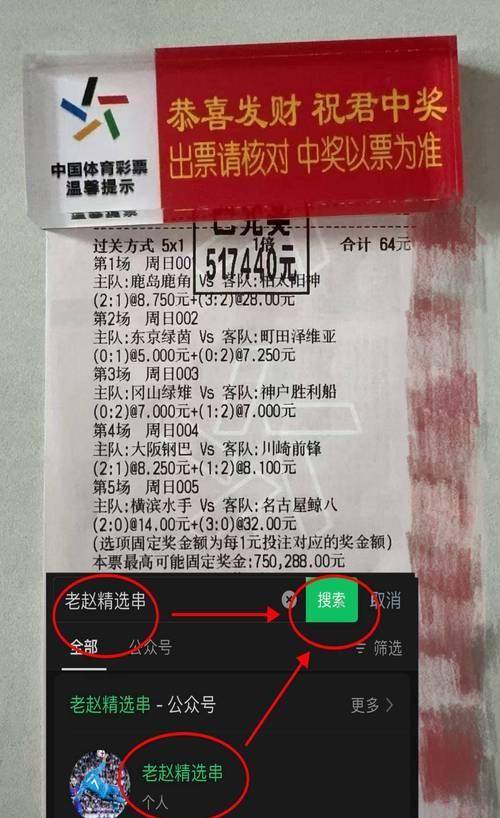 恭喜发财 祝君中奖
出票请核对 中奖以票为准
中国体育彩票
温馨提示
已兑奖
517440元
过关方式 5x1 1倍 合计 64元
第1场 周日001
主队:鹿岛鹿角 Vs 客队:柏太阳神
(2:1)@8.750元+(3:2)@28.00元
第2场 周日002
主队:东京绿茵 Vs 客队:町田泽维亚
(0:1)@5.000元+(0:2)@7.250元
第3场 周日003
主队:冈山绿雉 Vs 客队:神户胜利船
(0:2)@7.000元+(1:2)@7.000元
第4场 周日004
主队:大阪钢巴 Vs 客队:川崎前锋
(2:1)@8.250元+(1:2)@8.100元
第5场 周日005
主队:横滨水手 Vs 客队:名古屋鲸八
(2:0)@14.00元+(3:0)@32.00元
(选项固定奖金额为每1元投注对应的奖金额)
本票最高可能固定奖金:750,288.00元
老赵精选串 搜索 取消
全部 公众号 筛选
老赵精选串 - 公众号 更多
老赵精选串
个人